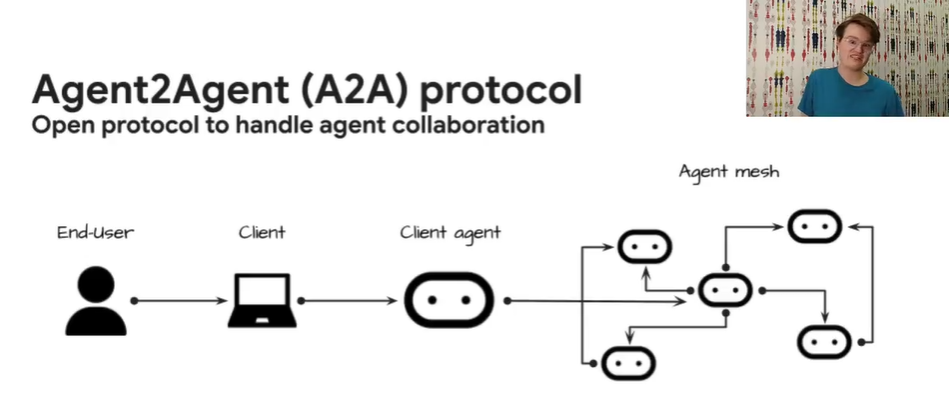 Agent2Agent (A2A) protocol
Open protocol to handle agent collaboration
Agent mesh
End-User
Client
Client agent